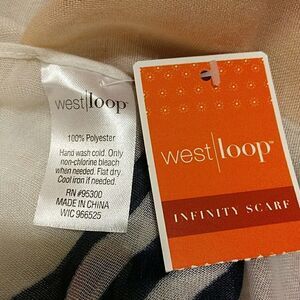 west|loop
100% Polyester
Hand wash cold. Only
non-chlorine bleach
when needed. Flat dry.
Cool iron if needed.
RN #95300
MADE IN CHINA
WIC 966525
west|loop™
INFINITY SCARF